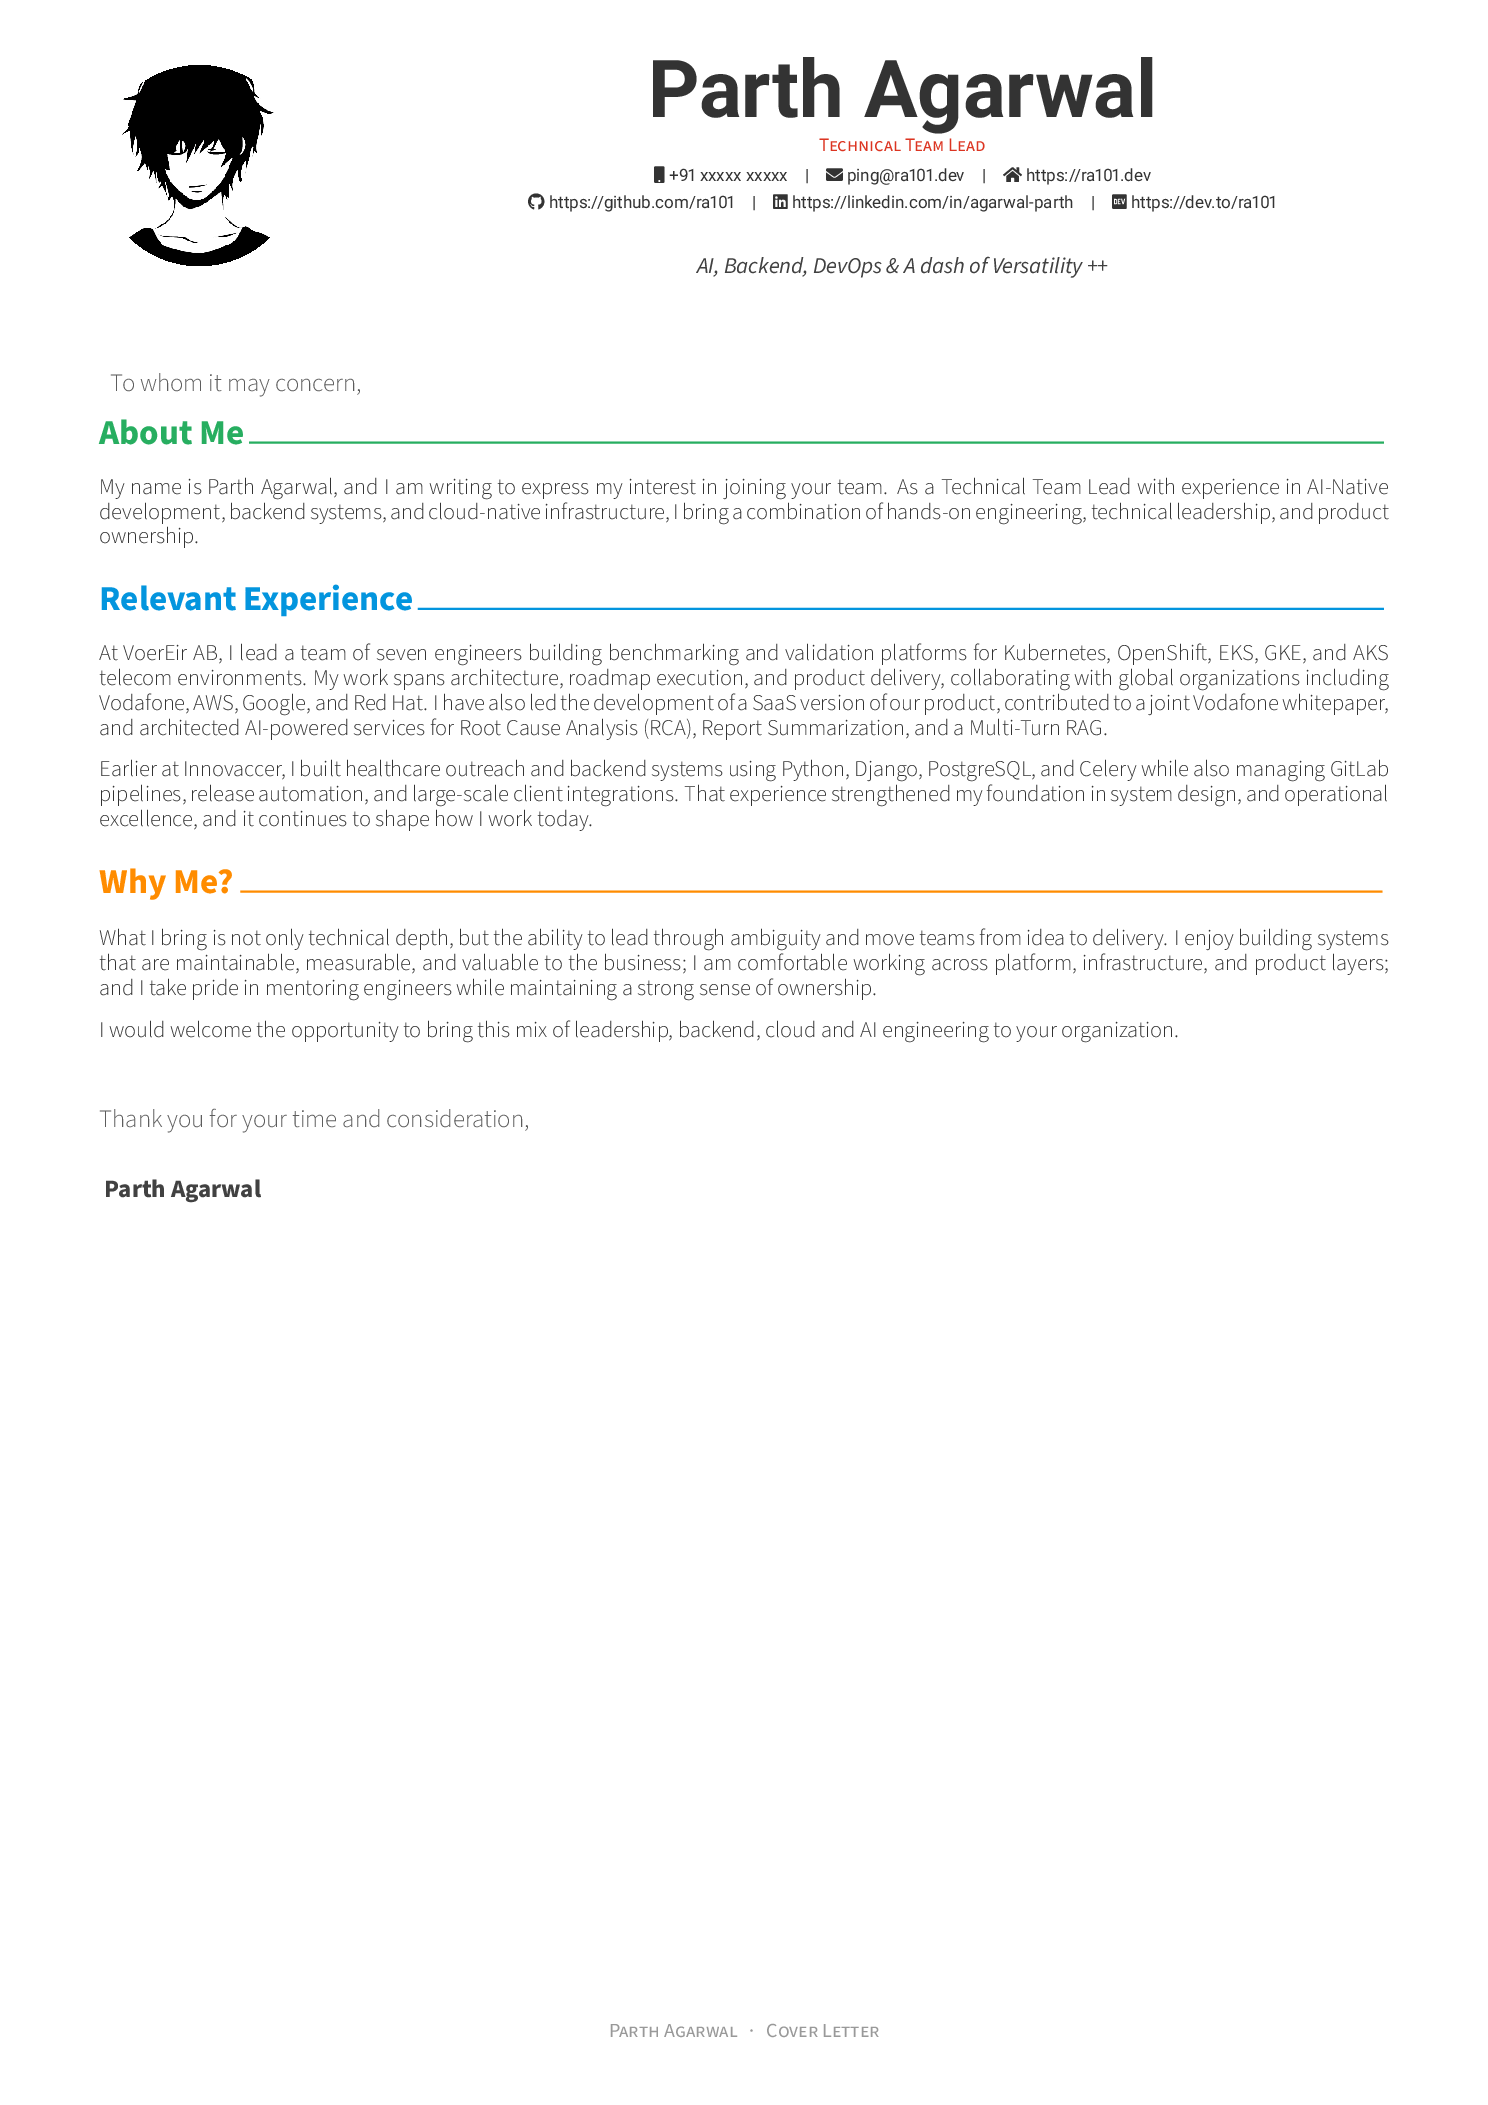 Parth Agarwal
Technical Team Lead
+91 xxxxx xxxxx | ping@ra101.dev | https://ra101.dev
https://github.com/ra101 | https://linkedin.com/in/agarwal-parth | DEV https://dev.to/ra101
AI, Backend, DevOps & A dash of Versatility ++
To whom it may concern,
About Me
My name is Parth Agarwal, and I am writing to express my interest in joining your team. As a Technical Team Lead with experience in AI-Native
development, backend systems, and cloud-native infrastructure, I bring a combination of hands-on engineering, technical leadership, and product
ownership.
Relevant Experience
At VoerEir AB, I lead a team of seven engineers building benchmarking and validation platforms for Kubernetes, OpenShift, EKS, GKE, and AKS
telecom environments. My work spans architecture, roadmap execution, and product delivery, collaborating with global organizations including
Vodafone, AWS, Google, and Red Hat. I have also led the development of a SaaS version of our product, contributed to a joint Vodafone whitepaper,
and architected AI-powered services for Root Cause Analysis (RCA), Report Summarization, and a Multi-Turn RAG.
Earlier at Innovaccer, I built healthcare outreach and backend systems using Python, Django, PostgreSQL, and Celery while also managing GitLab
pipelines, release automation, and large-scale client integrations. That experience strengthened my foundation in system design, and operational
excellence, and it continues to shape how I work today.
Why Me?
What I bring is not only technical depth, but the ability to lead through ambiguity and move teams from idea to delivery. I enjoy building systems
that are maintainable, measurable, and valuable to the business; I am comfortable working across platform, infrastructure, and product layers;
and I take pride in mentoring engineers while maintaining a strong sense of ownership.
I would welcome the opportunity to bring this mix of leadership, backend, cloud and AI engineering to your organization.
Thank you for your time and consideration,
Parth Agarwal
Parth Agarwal · Cover Letter